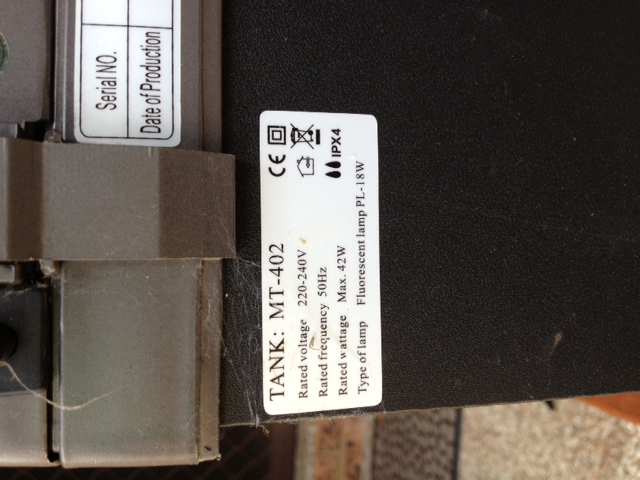 Serial NO.
Date of Production
TANK: MT-402
Rated voltage 220-240V
Rated frequency 50Hz
Rated wattage Max. 42W
Type of lamp Fluorescent lamp PL-18W
CE
IPX4